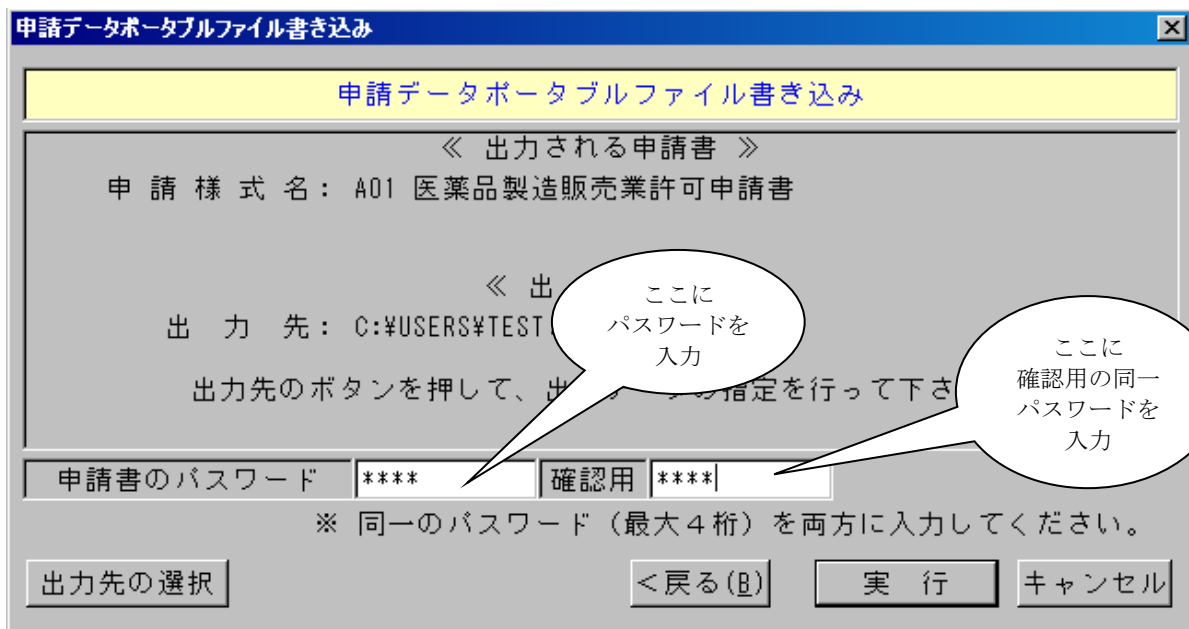 申請データポータブルファイル書き込み
申請データポータブルファイル書き込み
≪ 出力される申請書 ≫
申 請 様 式 名： A01 医薬品製造販売業許可申請書
≪ 出
出 力 先： C:¥USERS¥TEST
出力先のボタンを押して、出
の指定を行って下さ
ここに
パスワードを
入力
ここに
確認用の同一
パスワードを
入力
申請書のパスワード **** 確認用 ****
※ 同一のパスワード（最大４桁）を両方に入力してください。
出力先の選択 <戻る(B) 実 行 キャンセル